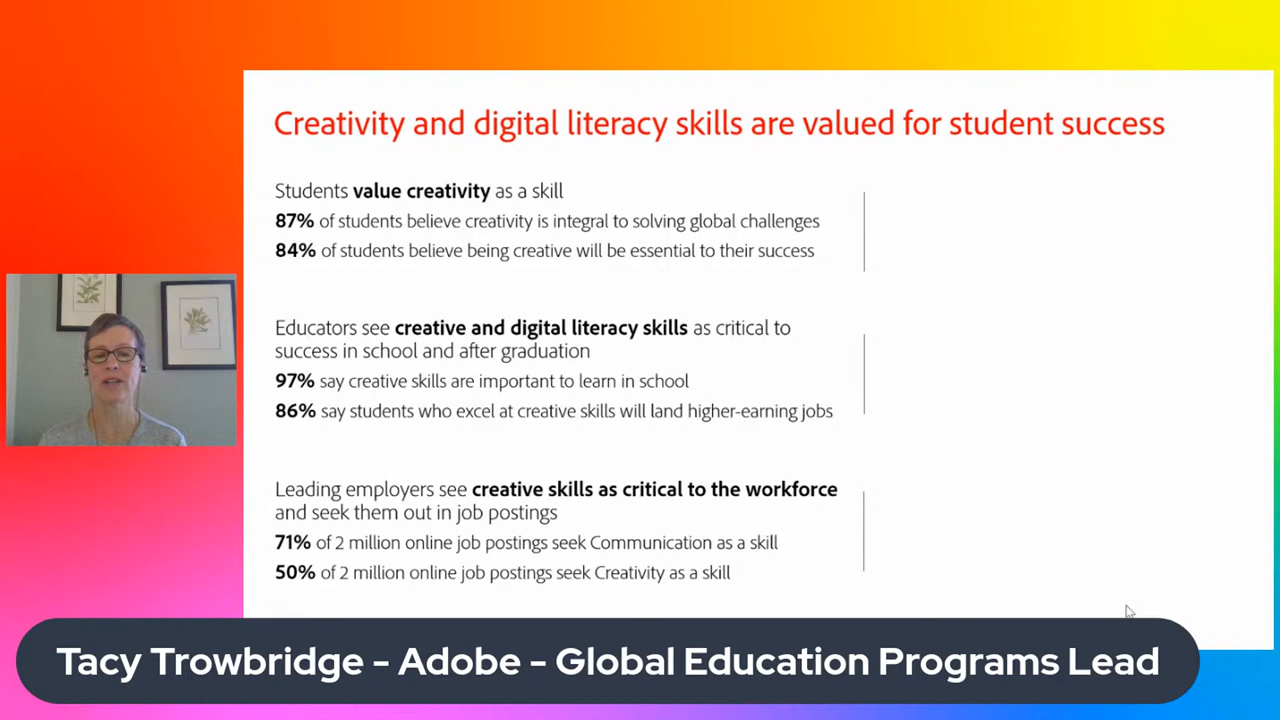 Creativity and digital literacy skills are valued for student success
Students value creativity as a skill
87% of students believe creativity is integral to solving global challenges
84% of students believe being creative will be essential to their success
Educators see creative and digital literacy skills as critical to
success in school and after graduation
97% say creative skills are important to learn in school
86% say students who excel at creative skills will land higher-earning jobs
Leading employers see creative skills as critical to the workforce
and seek them out in job postings
71% of 2 million online job postings seek Communication as a skill
50% of 2 million online job postings seek Creativity as a skill
Tacy Trowbridge - Adobe - Global Education Programs Lead